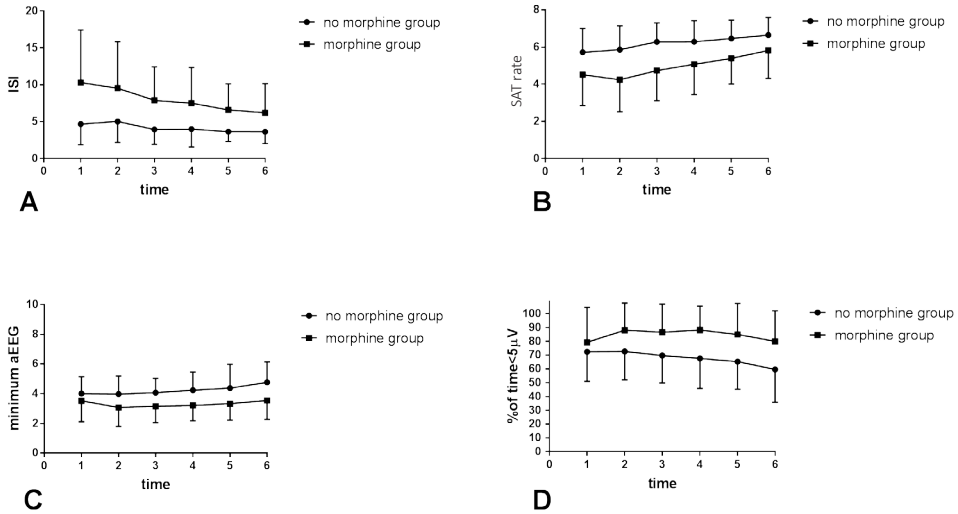 20
15
10
5
0
ISI
0 1 2 3 4 5 6
time
no morphine group
morphine group
A
8
6
4
2
0
SAT rate
0 1 2 3 4 5 6
time
no morphine group
morphine group
B
10
8
6
4
2
0
minimum aEEG
0 1 2 3 4 5 6
time
no morphine group
morphine group
C
100
90
80
70
60
50
40
30
20
10
0
%of time<5μV
0 1 2 3 4 5 6
time
no morphine group
morphine group
D